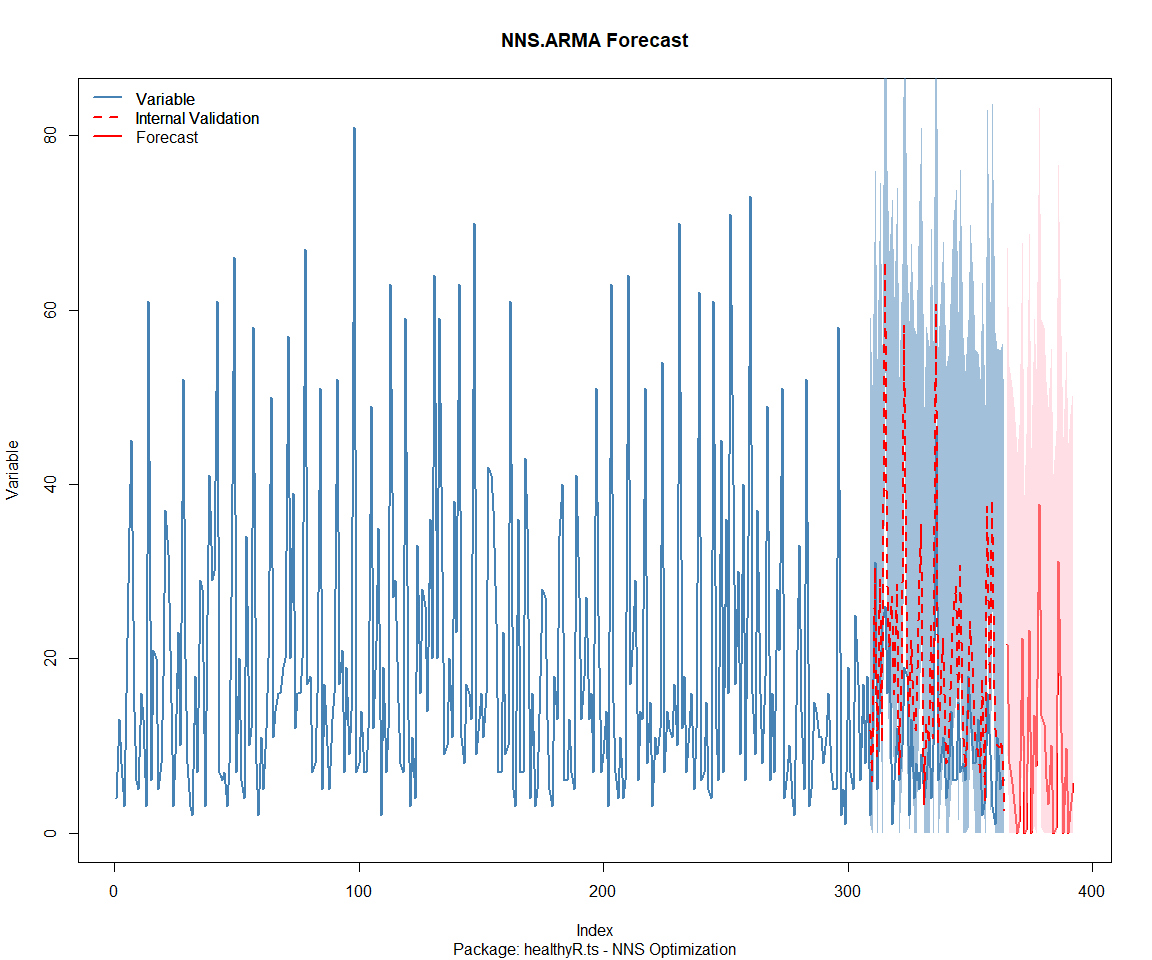 NNS.ARMA Forecast
Variable
Internal Validation
Forecast
80
60
40
20
0
Variable
0
100
200
300
400
Index
Package: healthyR.ts - NNS Optimization